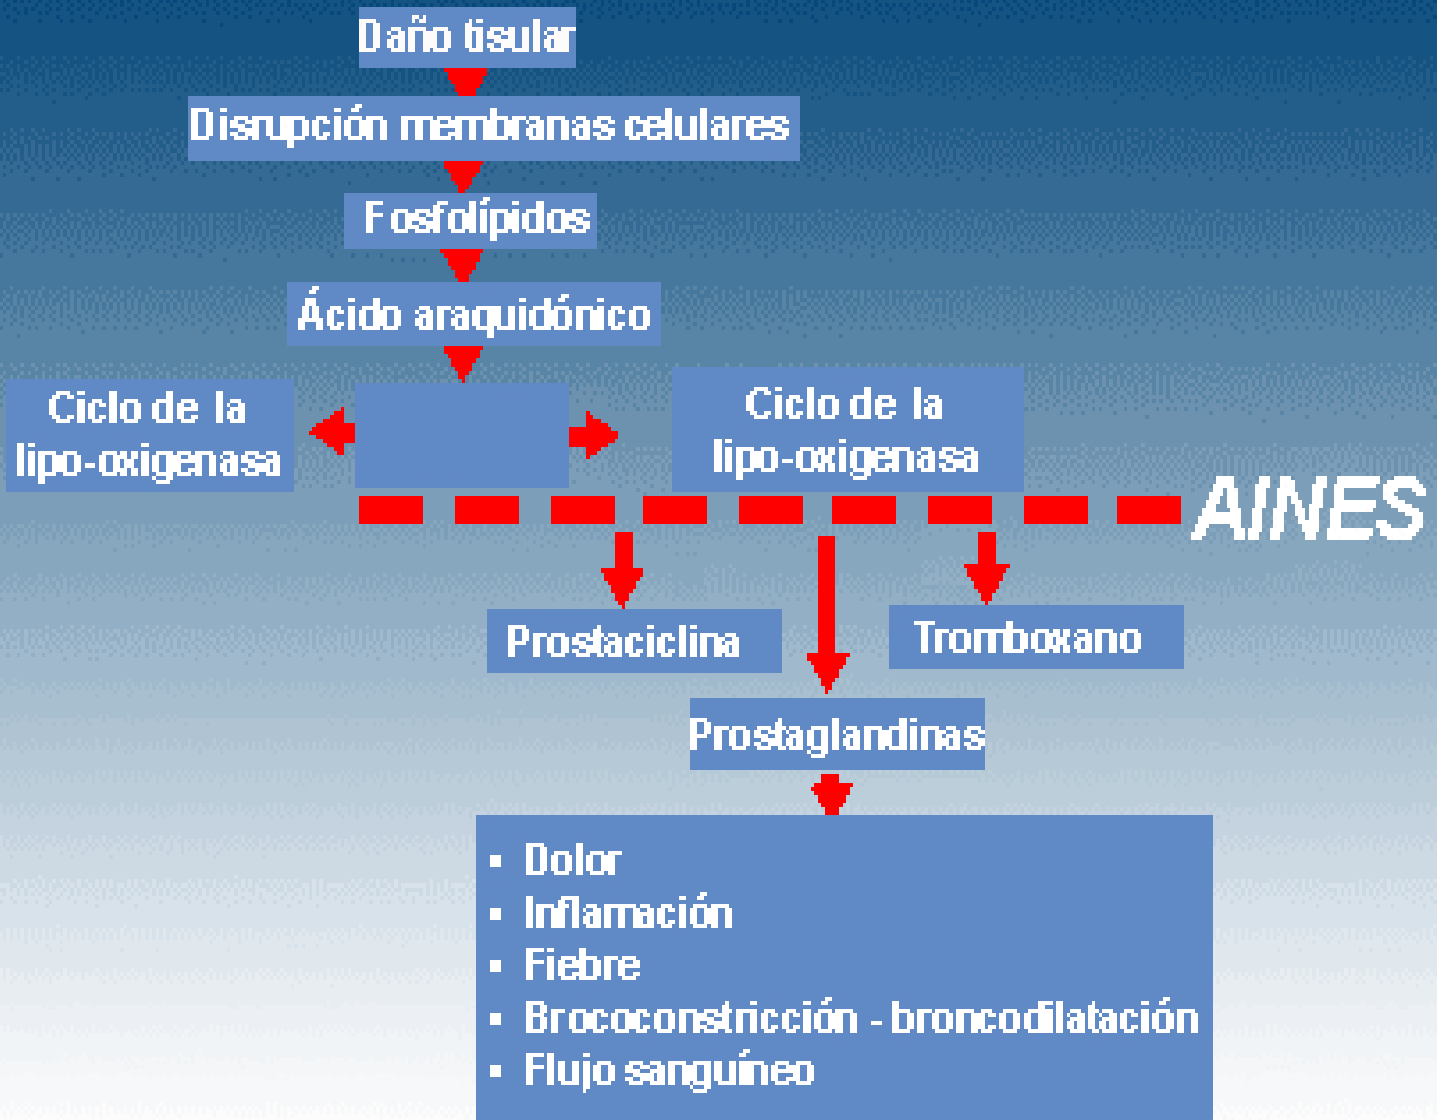 Daño tisular
Disrupción membranas celulares
Fosfolípidos
Ácido araquidónico
Ciclo de la
lipo-oxigenasa
Ciclo de la
lipo-oxigenasa
AINES
Prostaciclina
Tromboxano
Prostaglandinas
▪ Dolor
▪ Inflamación
▪ Fiebre
▪ Brococonstricción - broncodilatación
▪ Flujo sanguíneo